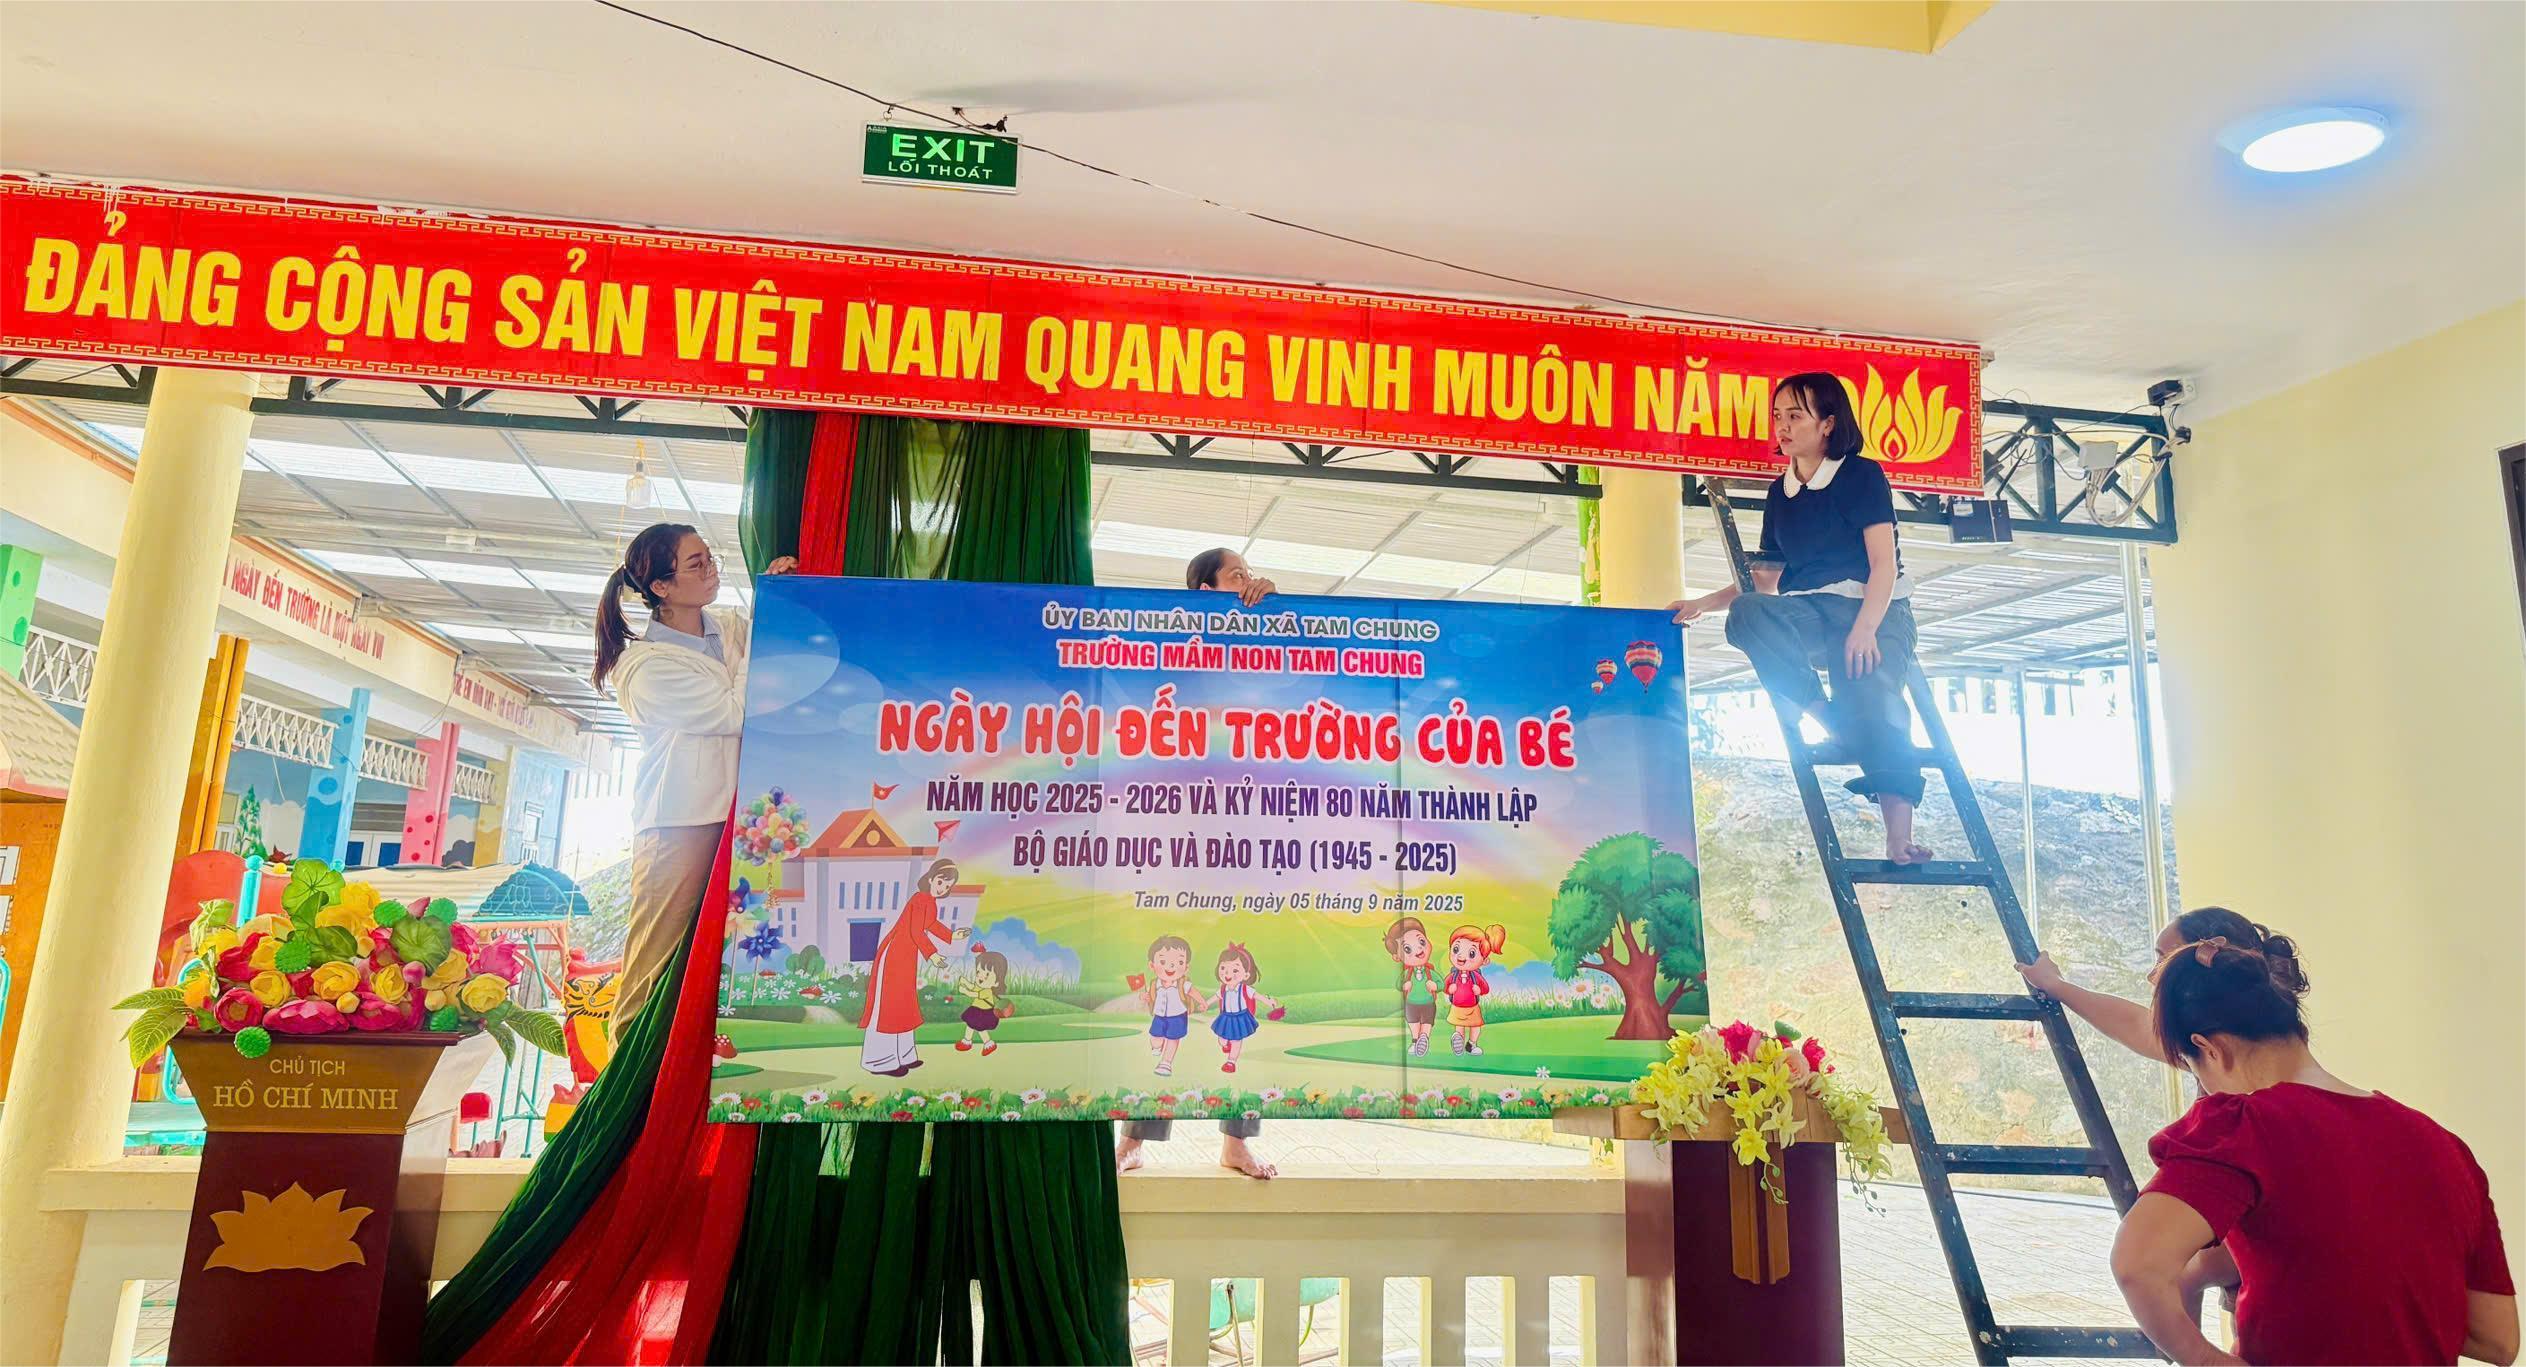 EXIT
LỐI THOÁT
ĐẢNG CỘNG SẢN VIỆT NAM QUANG VINH MUÔN NĂM
NGÀY ĐẾN TRƯỜNG LÀ MỘT NGÀY VUI
ỦY BAN NHÂN DÂN XÃ TAM CHUNG
TRƯỜNG MẦM NON TAM CHUNG
NGÀY HỘI ĐẾN TRƯỜNG CỦA BÉ
NĂM HỌC 2025 - 2026 VÀ KỶ NIỆM 80 NĂM THÀNH LẬP
BỘ GIÁO DỤC VÀ ĐÀO TẠO (1945 - 2025)
Tam Chung, ngày 05 tháng 9 năm 2025
CHỦ TỊCH
HỒ CHÍ MINH